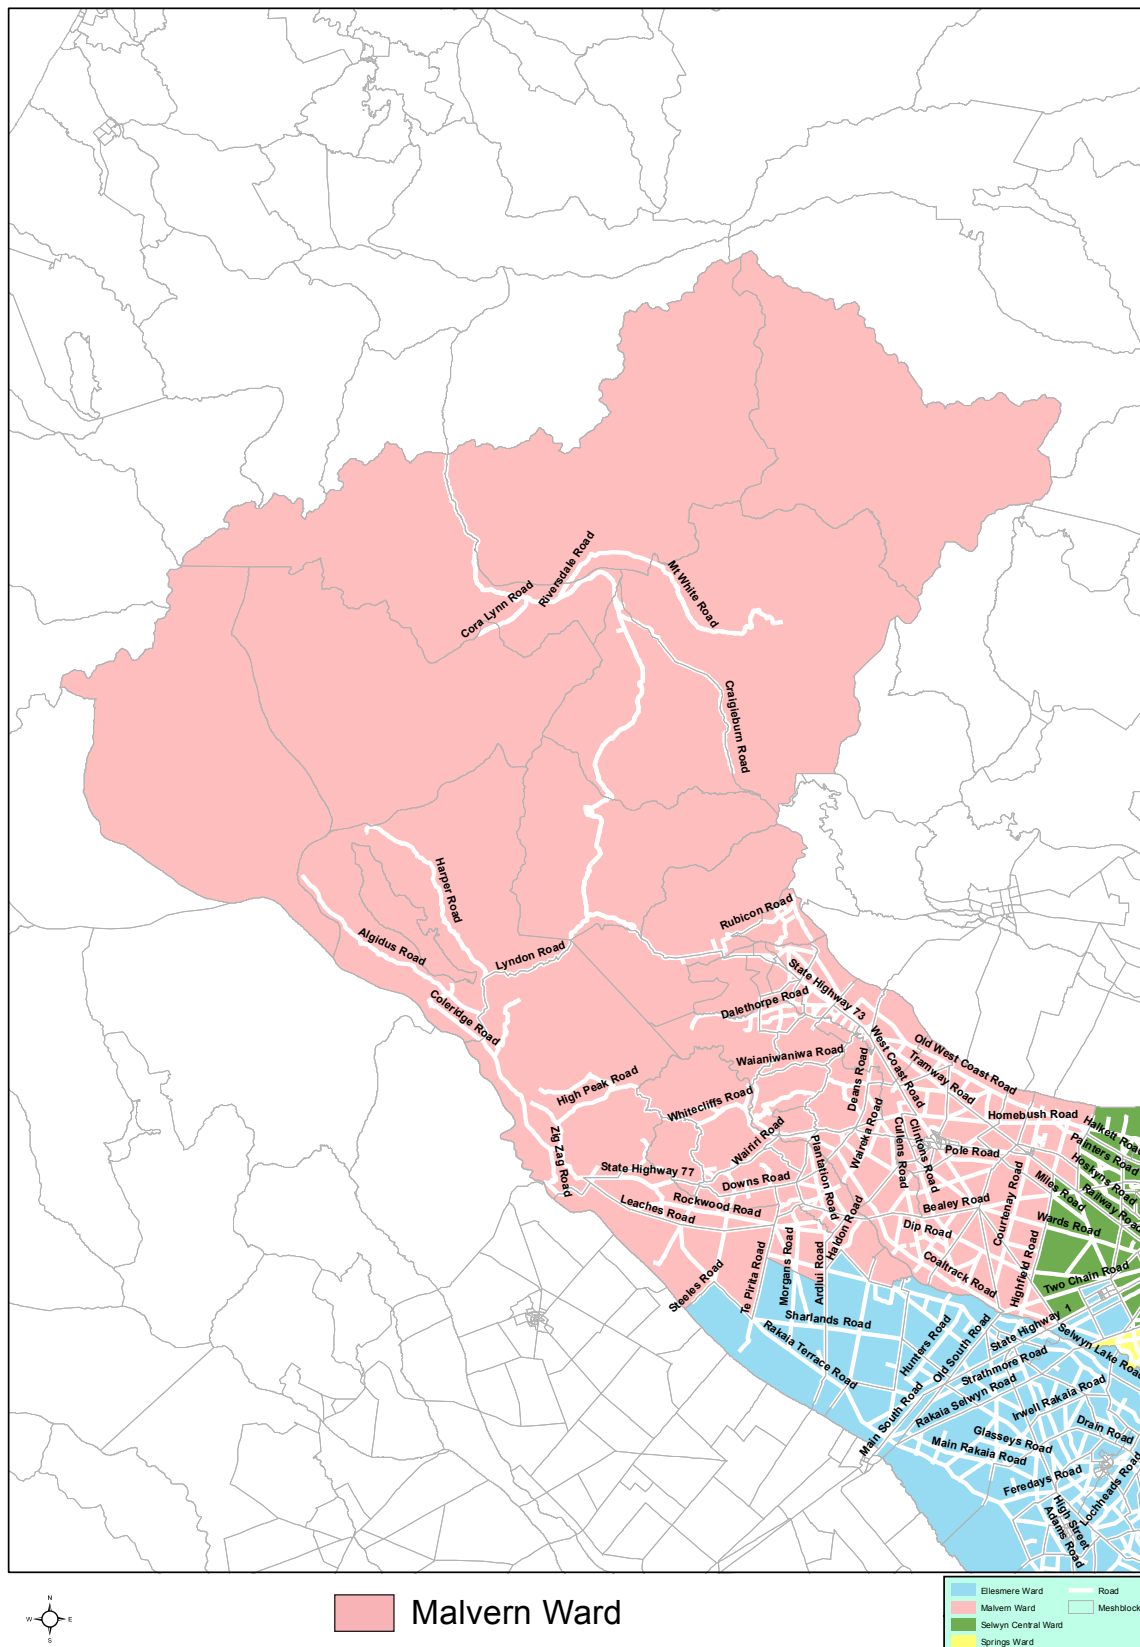 Riversdale Road
Mt White Road
Cora Lynn Road
Craigieburn Road
Harper Road
Rubicon Road
Algidus Road
Lyndon Road
State Highway 73
Coleridge Road
Dalethorpe Road
Old West Coast Road
West Coast Road
Tramway Road
Waianiwaniwa Road
Deans Road
High Peak Road
Whitecliffs Road
Homebush Road
Halkett Road
Painters Road
Waireka Road
Cullens Road
Clintons Road
Wairiri Road
Pole Road
Hoskyns Road
Zig Zag Road
State Highway 77
Plantation Road
Miles Road
Railway Road
Downs Road
Rockwood Road
Leaches Road
Bealey Road
Courtenay Road
Wards Road
Haldon Road
Dip Road
Morgans Road
Ardlui Road
Te Pirita Road
Steeles Road
Coaltrack Road
Highfield Road
Two Chain Road
Sharlands Road
State Highway 1
Selwyn Lake Road
Rakaia Terrace Road
Hunters Road
Old South Road
Strathmore Road
Main South Road
Rakaia Selwyn Road
Irwell Rakaia Road
Glasseys Road
Drain Road
Main Rakaia Road
Feredays Road
Lochheads Road
High Street
Adams Road
N
W E
S
Malvern Ward
Ellesmere Ward
Malvern Ward
Selwyn Central Ward
Springs Ward
Road
Meshblock